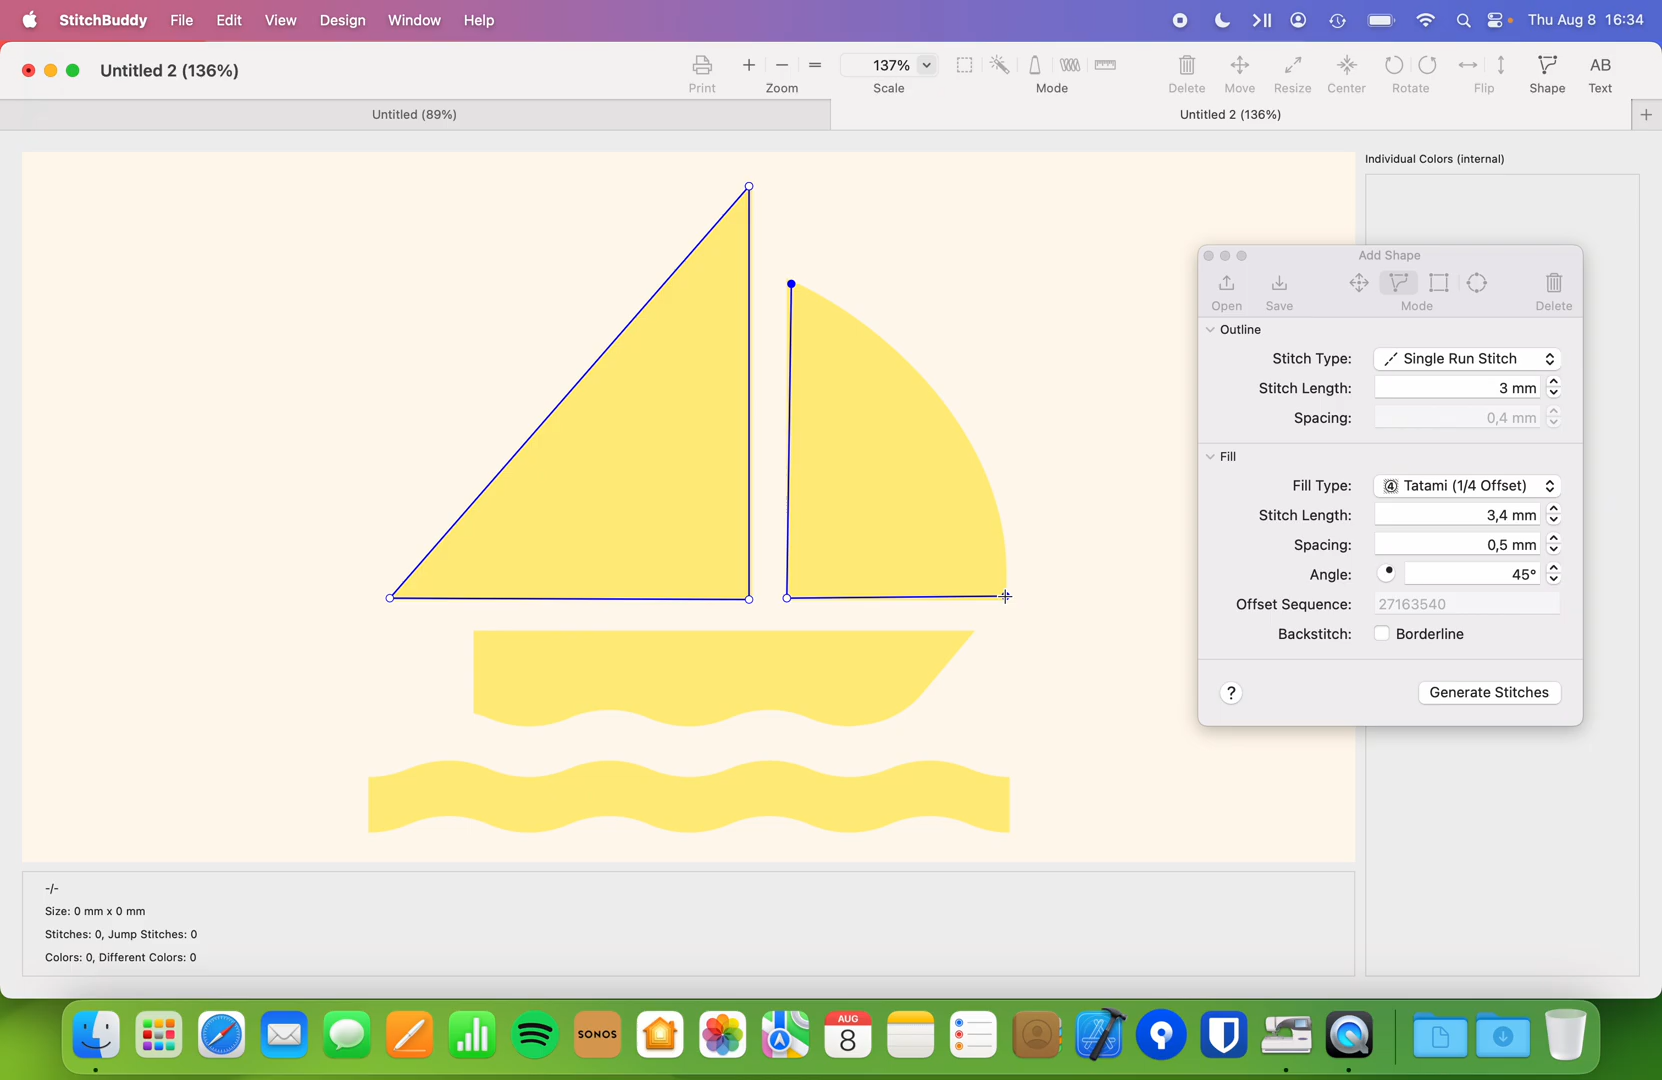 StitchBuddy File Edit View Design Window Help
Thu Aug 8 16:34
Untitled 2 (136%)
137%
Print Zoom Scale Mode Delete Move Resize Center Rotate Flip Shape Text
AB
Untitled (89%)
Untitled 2 (136%)
Individual Colors (internal)
Add Shape
Open Save Mode Delete
Outline
Stitch Type: Single Run Stitch
Stitch Length: 3 mm
Spacing: 0,4 mm
Fill
Fill Type: 4 Tatami (1/4 Offset)
Stitch Length: 3,4 mm
Spacing: 0,5 mm
Angle: 45°
Offset Sequence: 27163540
Backstitch: Borderline
? Generate Stitches
-/-
Size: 0 mm x 0 mm
Stitches: 0, Jump Stitches: 0
Colors: 0, Different Colors: 0
SONOS
AUG
8